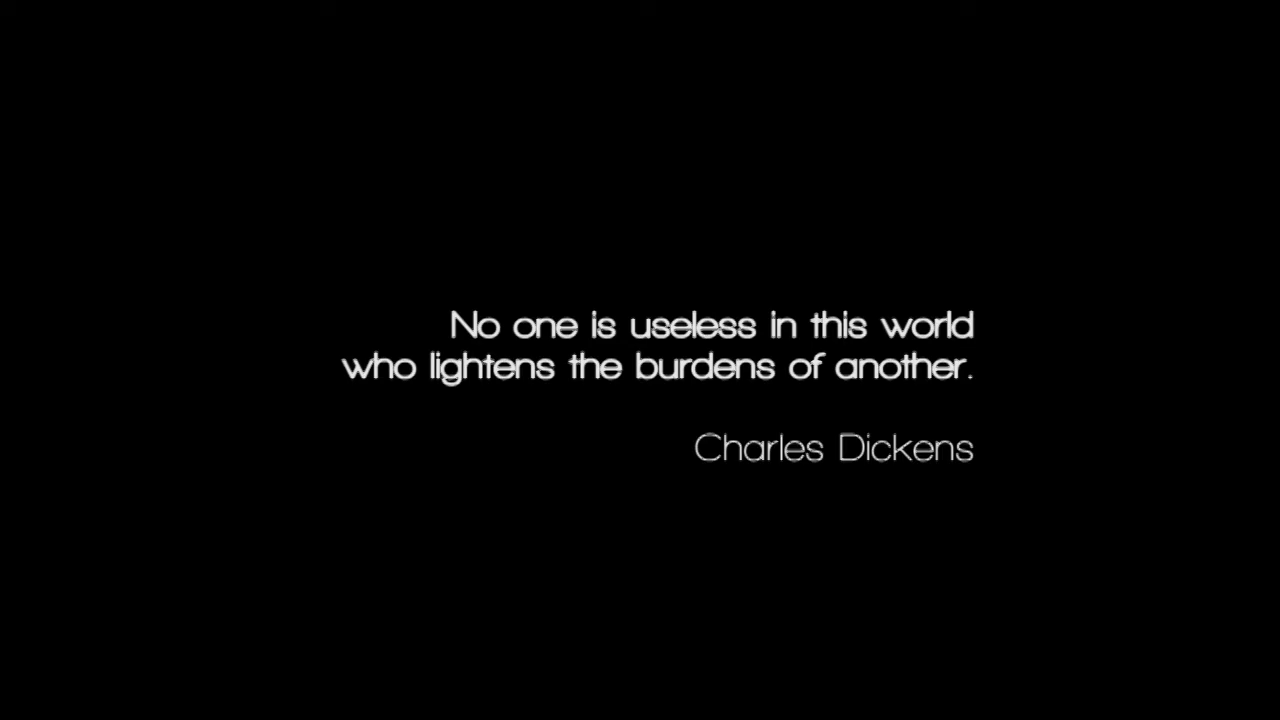 No one is useless in this world
who lightens the burdens of another.
Charles Dickens